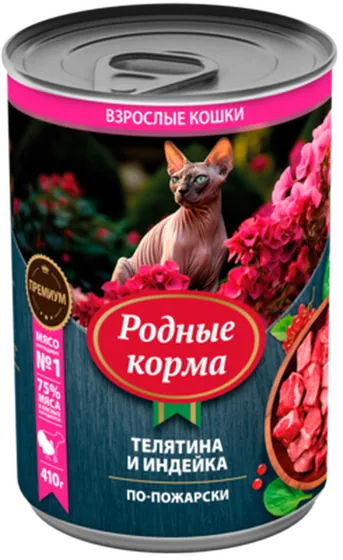 ВЗРОСЛЫЕ КОШКИ
ПРЕМИУМ
Родные
корма
МЯСО
№1
75%
МЯСА
410г
ТЕЛЯТИНА
И ИНДЕЙКА
ПО-ПОЖАРСКИ